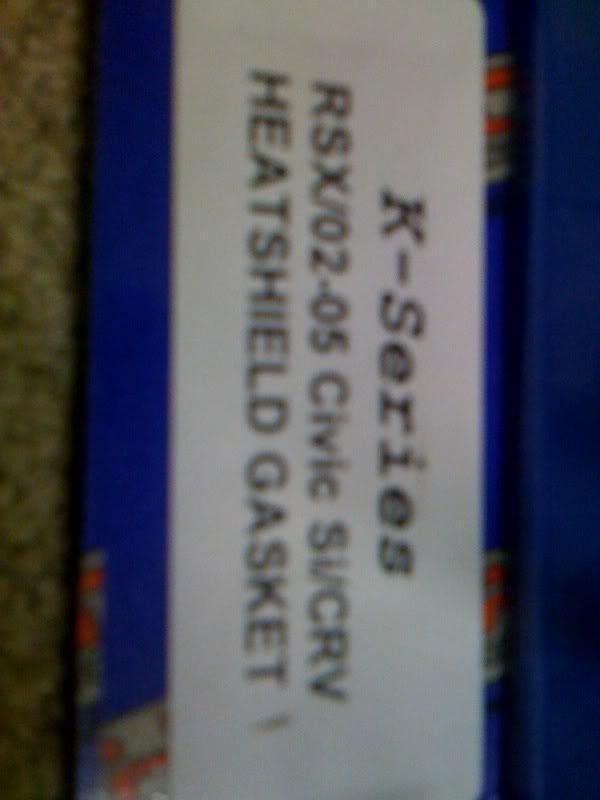 K-Series
RSX/02-05 Civic Si/CRV
HEATSHIELD GASKET